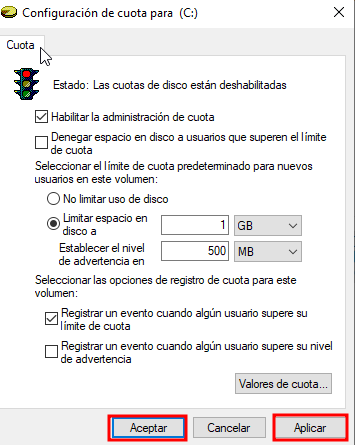 Configuración de cuota para (C:)
Cuota
Estado: Las cuotas de disco están deshabilitadas
Habilitar la administración de cuota
Denegar espacio en disco a usuarios que superen el límite
de cuota
Seleccionar el límite de cuota predeterminado para nuevos
usuarios en este volumen:
No limitar uso de disco
Limitar espacio en
disco a
1 GB
Establecer el nivel
de advertencia en
500 MB
Seleccionar las opciones de registro de cuota para este
volumen:
Registrar un evento cuando algún usuario supere su
límite de cuota
Registrar un evento cuando algún usuario supere su nivel
de advertencia
Valores de cuota...
Aceptar Cancelar Aplicar